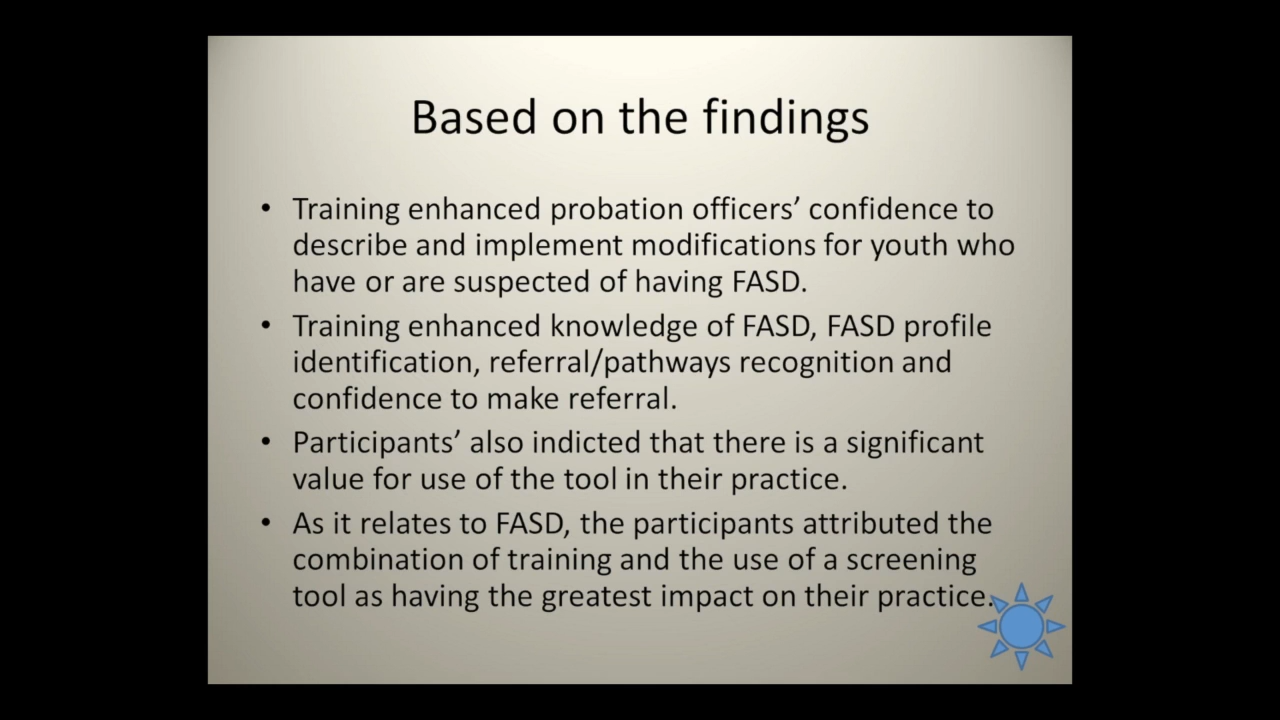 Based on the findings
• Training enhanced probation officers’ confidence to
describe and implement modifications for youth who
have or are suspected of having FASD.
• Training enhanced knowledge of FASD, FASD profile
identification, referral/pathways recognition and
confidence to make referral.
• Participants’ also indicted that there is a significant
value for use of the tool in their practice.
• As it relates to FASD, the participants attributed the
combination of training and the use of a screening
tool as having the greatest impact on their practice.